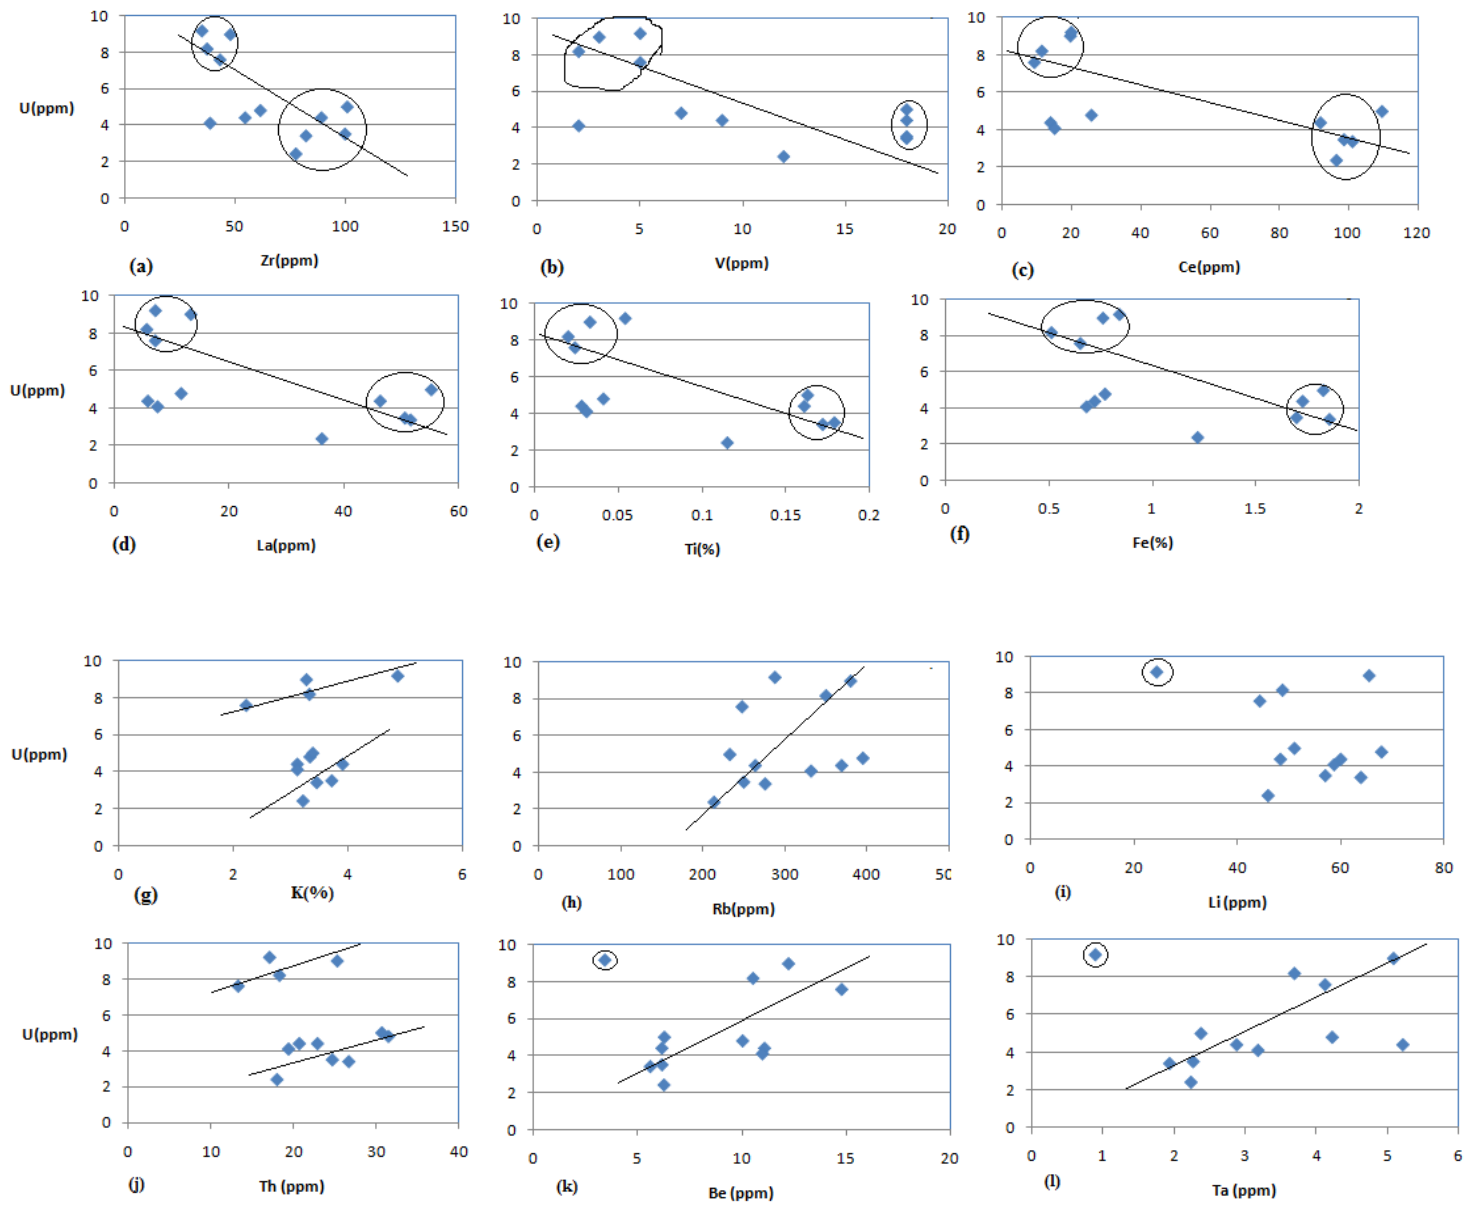 10
8
6
4
2
0
U(ppm)
0 50 100 150
(a) Zr(ppm)
10
8
6
4
2
0
0 5 10 15 20
(b) V(ppm)
10
8
6
4
2
0
0 20 40 60 80 100 120
(c) Ce(ppm)
10
8
6
4
2
0
U(ppm)
0 20 40 60
(d) La(ppm)
10
8
6
4
2
0
0 0.05 0.1 0.15 0.2
(e) Ti(%)
10
8
6
4
2
0
0 0.5 1 1.5 2
(f) Fe(%)
10
8
6
4
2
0
U(ppm)
0 2 4 6
(g) K(%)
10
8
6
4
2
0
0 100 200 300 400 50
(h) Rb(ppm)
10
8
6
4
2
0
0 20 40 60 80
(i) Li (ppm)
10
8
6
4
2
0
U(ppm)
0 10 20 30 40
(j) Th (ppm)
10
8
6
4
2
0
0 5 10 15 20
(k) Be (ppm)
10
8
6
4
2
0
0 1 2 3 4 5 6
(l) Ta (ppm)